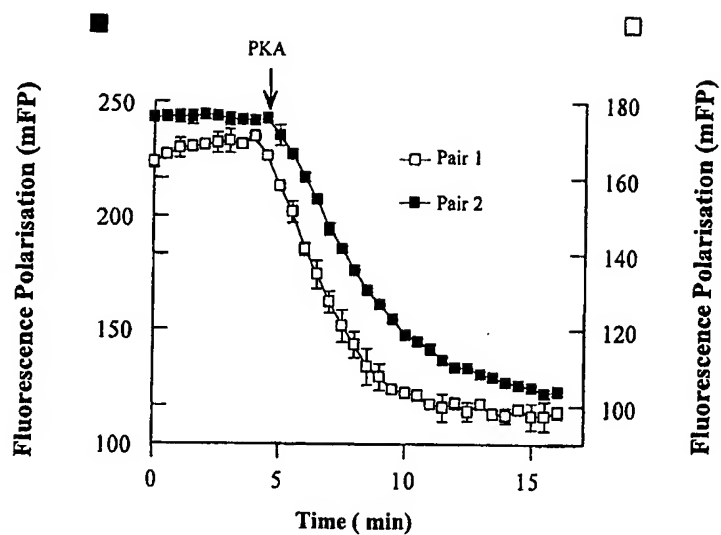 PKA
Fluorescence Polarisation (mFP)
250
200
150
100
Pair 1
Pair 2
180
160
140
120
100
Fluorescence Polarisation (mFP)
0
5
10
15
Time ( min)